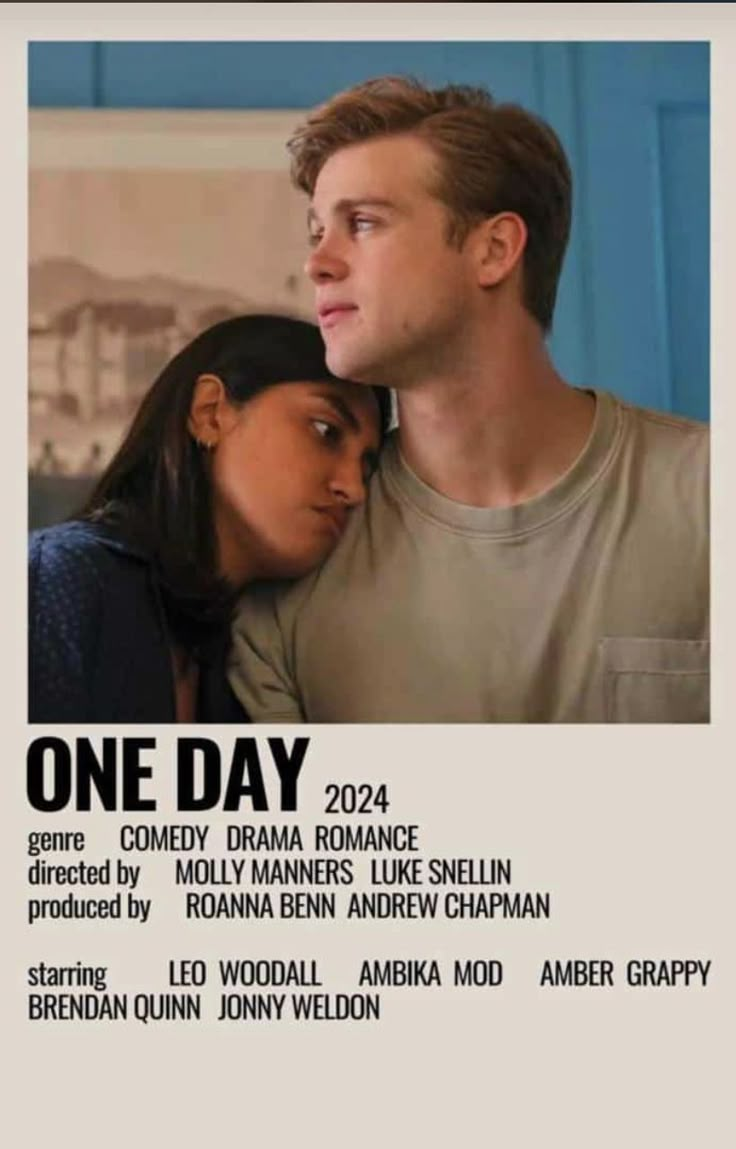 ONE DAY 2024
genre COMEDY DRAMA ROMANCE
directed by MOLLY MANNERS LUKE SNELLIN
produced by ROANNA BENN ANDREW CHAPMAN
starring LEO WOODALL AMBIKA MOD AMBER GRAPPY
BRENDAN QUINN JONNY WELDON